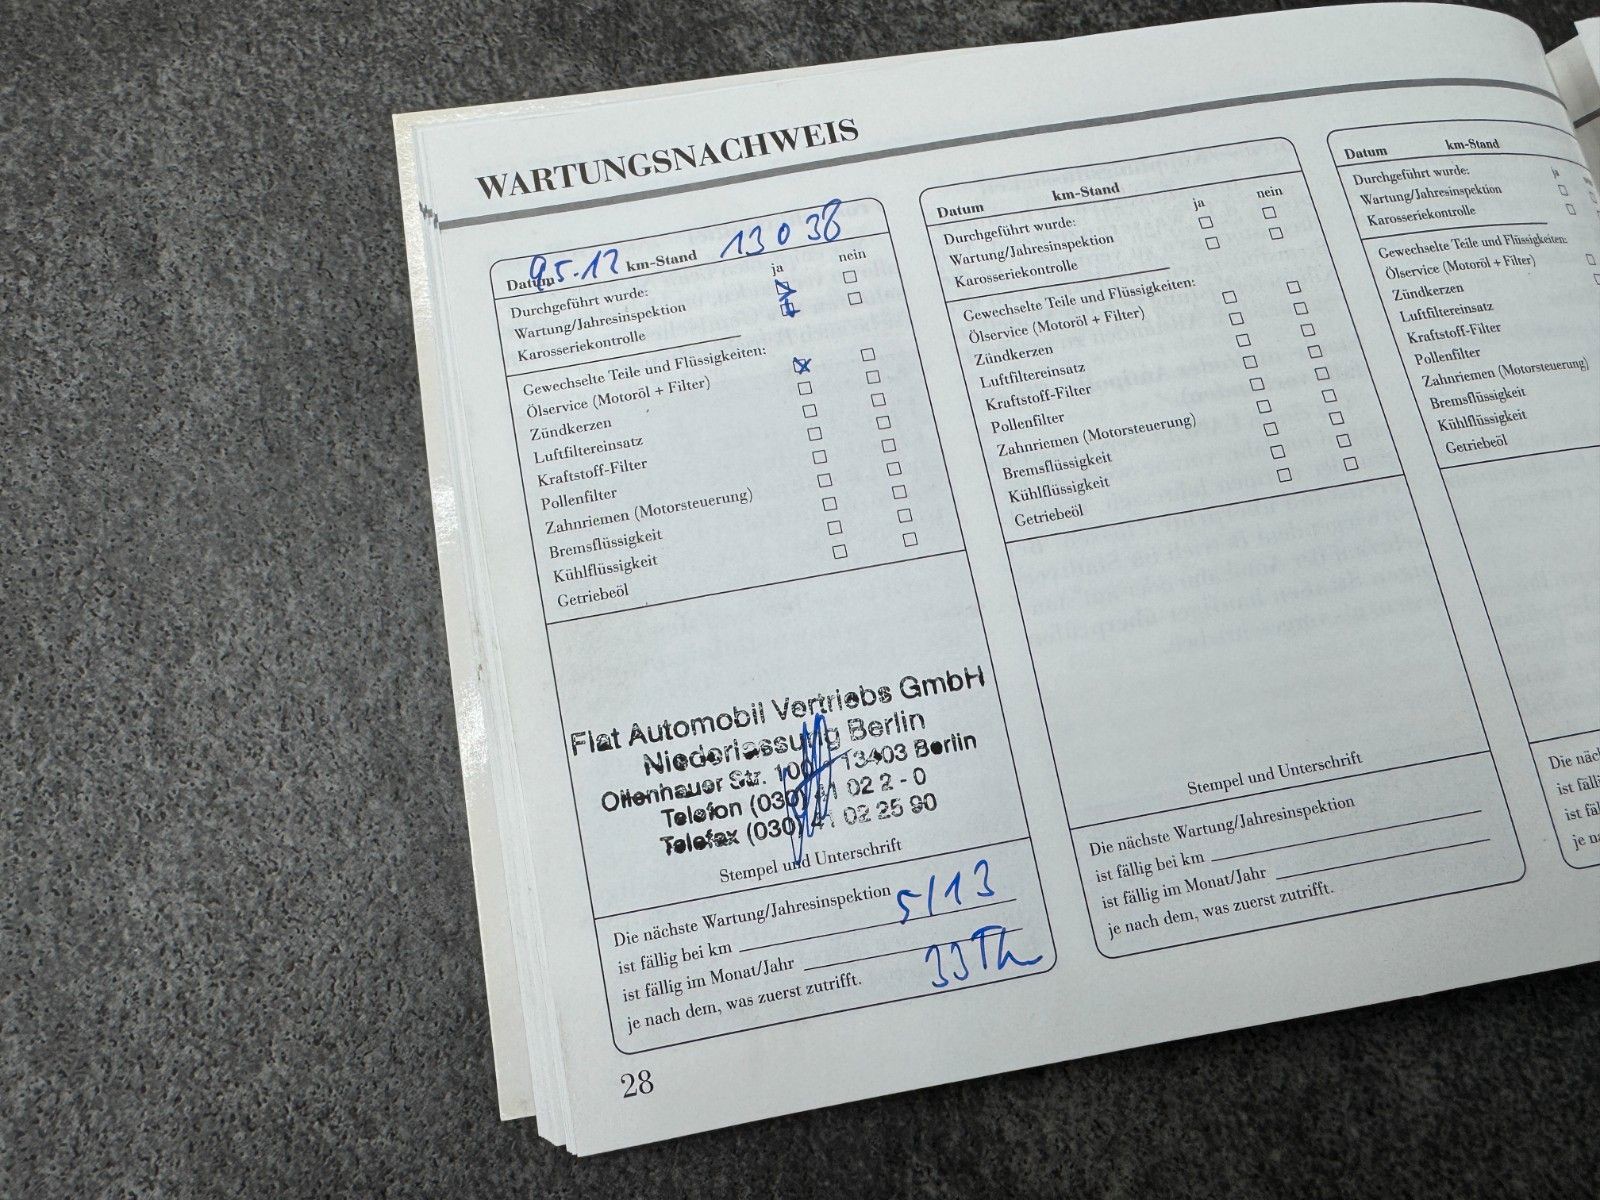 WARTUNGSNACHWEIS
Datum 9.5.12 km-Stand 13038
Durchgeführt wurde: ja nein
Wartung/Jahresinspektion
Karosseriekontrolle
Gewechselte Teile und Flüssigkeiten:
Ölservice (Motoröl + Filter)
Zündkerzen
Luftfiltereinsatz
Kraftstoff-Filter
Pollenfilter
Zahnriemen (Motorsteuerung)
Bremsflüssigkeit
Kühlflüssigkeit
Getriebeöl
Fiat Automobil Vertriebs GmbH
Niederlassung Berlin
Ollenhauer Str. 100 13403 Berlin
Telefon (030) 41 02 2 - 0
Telefax (030) 41 02 25 90
Stempel und Unterschrift
Die nächste Wartung/Jahresinspektion 5/13
ist fällig bei km
ist fällig im Monat/Jahr 33Th
je nach dem, was zuerst zutrifft.
28
Datum km-Stand
Durchgeführt wurde: ja nein
Wartung/Jahresinspektion
Karosseriekontrolle
Gewechselte Teile und Flüssigkeiten:
Ölservice (Motoröl + Filter)
Zündkerzen
Luftfiltereinsatz
Kraftstoff-Filter
Pollenfilter
Zahnriemen (Motorsteuerung)
Bremsflüssigkeit
Kühlflüssigkeit
Getriebeöl
Stempel und Unterschrift
Die nächste Wartung/Jahresinspektion
ist fällig bei km
ist fällig im Monat/Jahr
je nach dem, was zuerst zutrifft.
Datum km-Stand
Durchgeführt wurde: ja
Wartung/Jahresinspektion
Karosseriekontrolle
Gewechselte Teile und Flüssigkeiten:
Ölservice (Motoröl + Filter)
Zündkerzen
Luftfiltereinsatz
Kraftstoff-Filter
Pollenfilter
Zahnriemen (Motorsteuerung)
Bremsflüssigkeit
Kühlflüssigkeit
Getriebeöl
Die
ist
ist
je